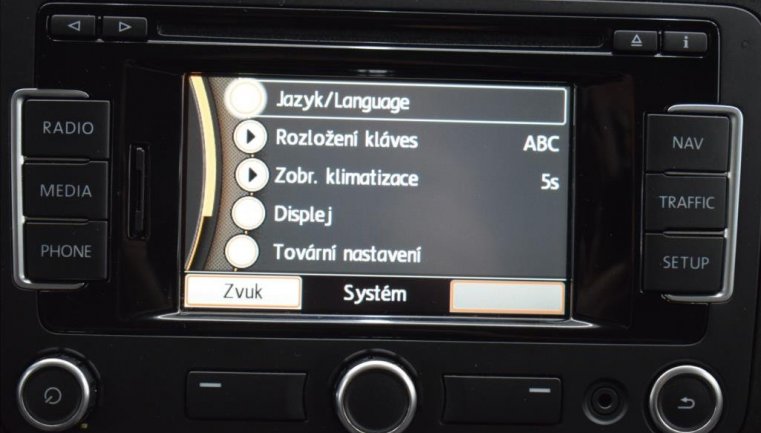 RADIO
MEDIA
PHONE
Jazyk/Language
Rozložení kláves ABC
Zobr. klimatizace 5s
Displej
Tovární nastavení
Zvuk Systém
NAV
TRAFFIC
SETUP
i